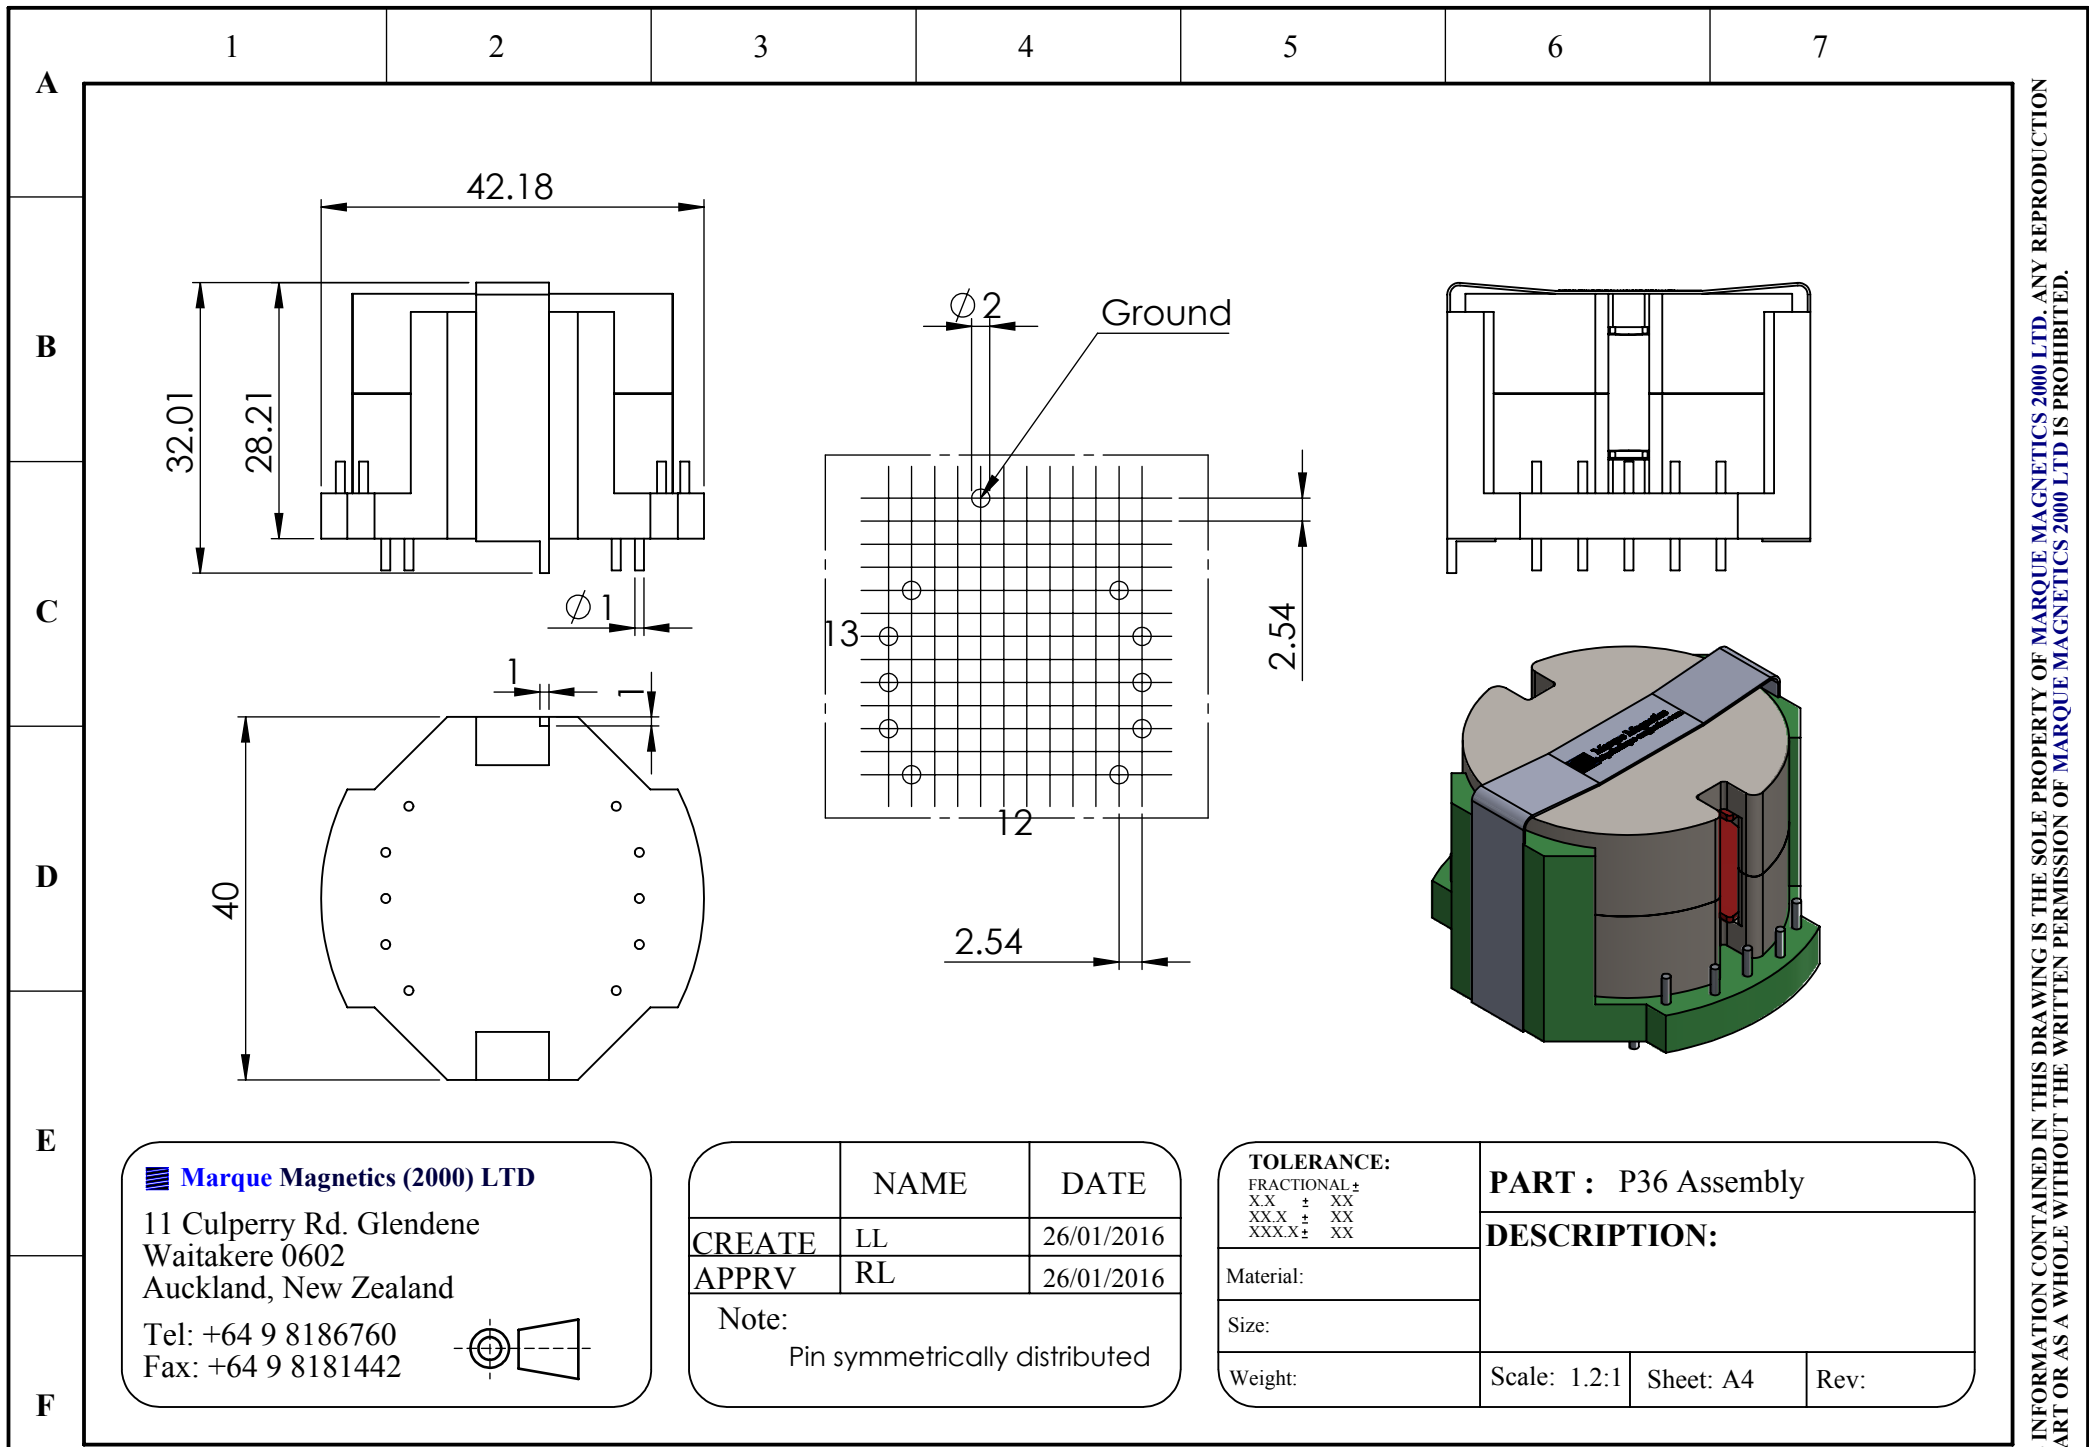 1 2 3 4 5 6 7
A
B
C
D
E
F
42.18
32.01
28.21
∅ 1
∅ 2
Ground
2.54
13
12
2.54
1
1
40
Marque Magnetics (2000) LTD
11 Culperry Rd. Glendene
Waitakere 0602
Auckland, New Zealand
Tel: +64 9 8186760
Fax: +64 9 8181442
NAME DATE
CREATE LL 26/01/2016
APPRV RL 26/01/2016
Note:
Pin symmetrically distributed
TOLERANCE:
FRACTIONAL ±
X.X ± XX
XX.X ± XX
XXX.X ± XX
Material:
Size:
Weight:
PART : P36 Assembly
DESCRIPTION:
Scale: 1.2:1 Sheet: A4 Rev:
INFORMATION CONTAINED IN THIS DRAWING IS THE SOLE PROPERTY OF MARQUE MAGNETICS 2000 LTD. ANY REPRODUCTION
ART OR AS A WHOLE WITHOUT THE WRITTEN PERMISSION OF MARQUE MAGNETICS 2000 LTD IS PROHIBITED.